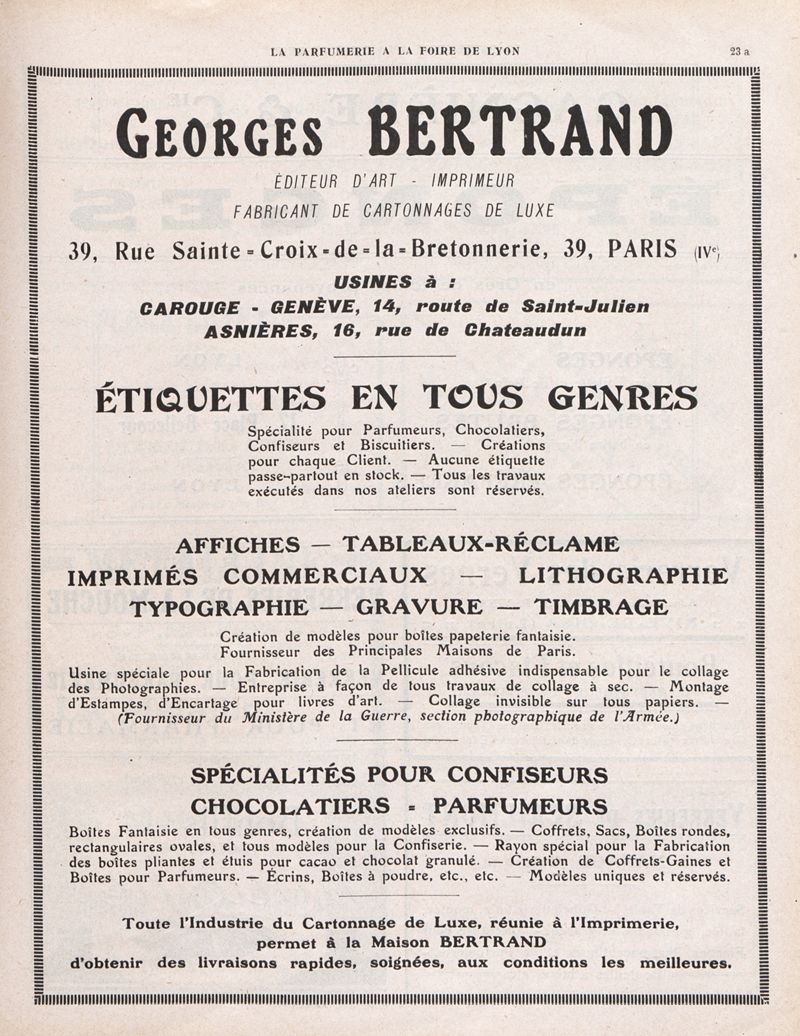 LA PARFUMERIE A LA FOIRE DE LYON
23 a
GEORGES BERTRAND
ÉDITEUR D'ART - IMPRIMEUR
FABRICANT DE CARTONNAGES DE LUXE
39, Rue Sainte-Croix-de-la-Bretonnerie, 39, PARIS (IVe)
USINES à :
CAROUGE - GENÈVE, 14, route de Saint-Julien
ASNIÈRES, 16, rue de Chateaudun
ÉTIQUETTES EN TOUS GENRES
Spécialité pour Parfumeurs, Chocolatiers,
Confiseurs et Biscuitiers. — Créations
pour chaque Client. — Aucune étiquette
passe-partout en stock. — Tous les travaux
exécutés dans nos ateliers sont réservés.
AFFICHES — TABLEAUX-RÉCLAME
IMPRIMÉS COMMERCIAUX — LITHOGRAPHIE
TYPOGRAPHIE — GRAVURE — TIMBRAGE
Création de modèles pour boîtes papeterie fantaisie.
Fournisseur des Principales Maisons de Paris.
Usine spéciale pour la Fabrication de la Pellicule adhésive indispensable pour le collage
des Photographies. — Entreprise à façon de tous travaux de collage à sec. — Montage
d'Estampes, d'Encartage pour livres d'art. — Collage invisible sur tous papiers. —
(Fournisseur du Ministère de la Guerre, section photographique de l'Armée.)
SPÉCIALITÉS POUR CONFISEURS
CHOCOLATIERS - PARFUMEURS
Boîtes Fantaisie en tous genres, création de modèles exclusifs. — Coffrets, Sacs, Boîtes rondes,
rectangulaires ovales, et tous modèles pour la Confiserie. — Rayon spécial pour la Fabrication
des boîtes pliantes et étuis pour cacao et chocolat granulé. — Création de Coffrets-Gaines et
Boîtes pour Parfumeurs. — Écrins, Boîtes à poudre, etc., etc. — Modèles uniques et réservés.
Toute l'Industrie du Cartonnage de Luxe, réunie à l'Imprimerie,
permet à la Maison BERTRAND
d'obtenir des livraisons rapides, soignées, aux conditions les meilleures.